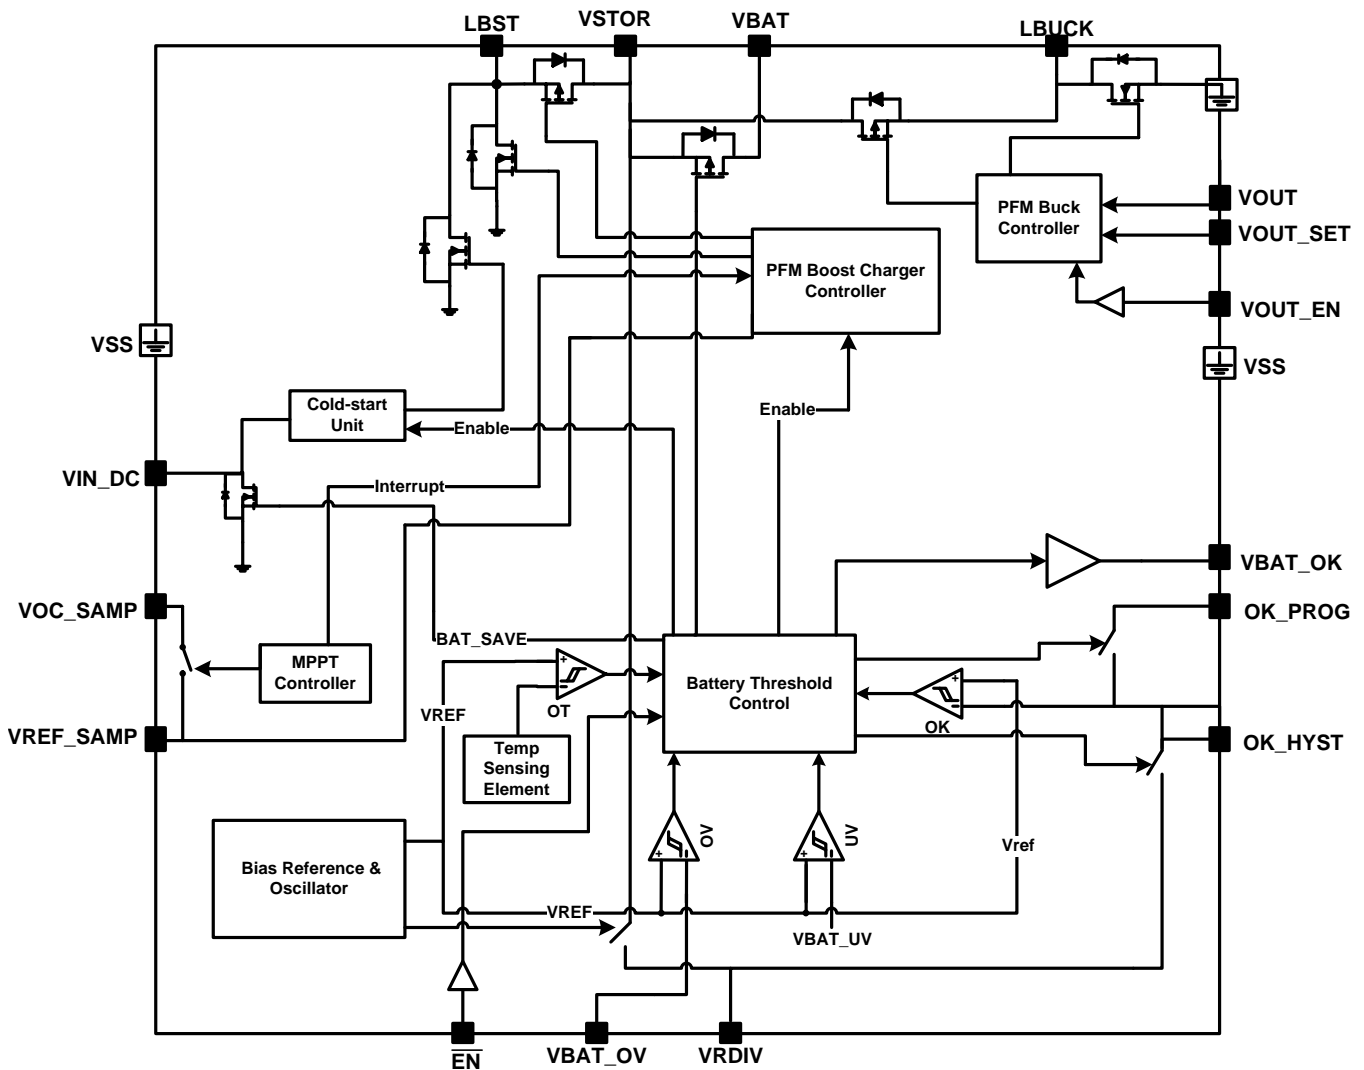 LBST
VSTOR
VBAT
LBUCK
VOUT
VOUT_SET
VOUT_EN
VSS
PFM Buck
Controller
PFM Boost Charger
Controller
VSS
Cold-start
Unit
Enable
Enable
VIN_DC
Interrupt
VBAT_OK
VOC_SAMP
OK_PROG
BAT_SAVE
MPPT
Controller
+
–
OT
Battery Threshold
Control
+
–
OK
VREF
VREF_SAMP
OK_HYST
Temp
Sensing
Element
OV
+
–
UV
+
–
Vref
Bias Reference &
Oscillator
VREF
VBAT_UV
EN
VBAT_OV
VRDIV